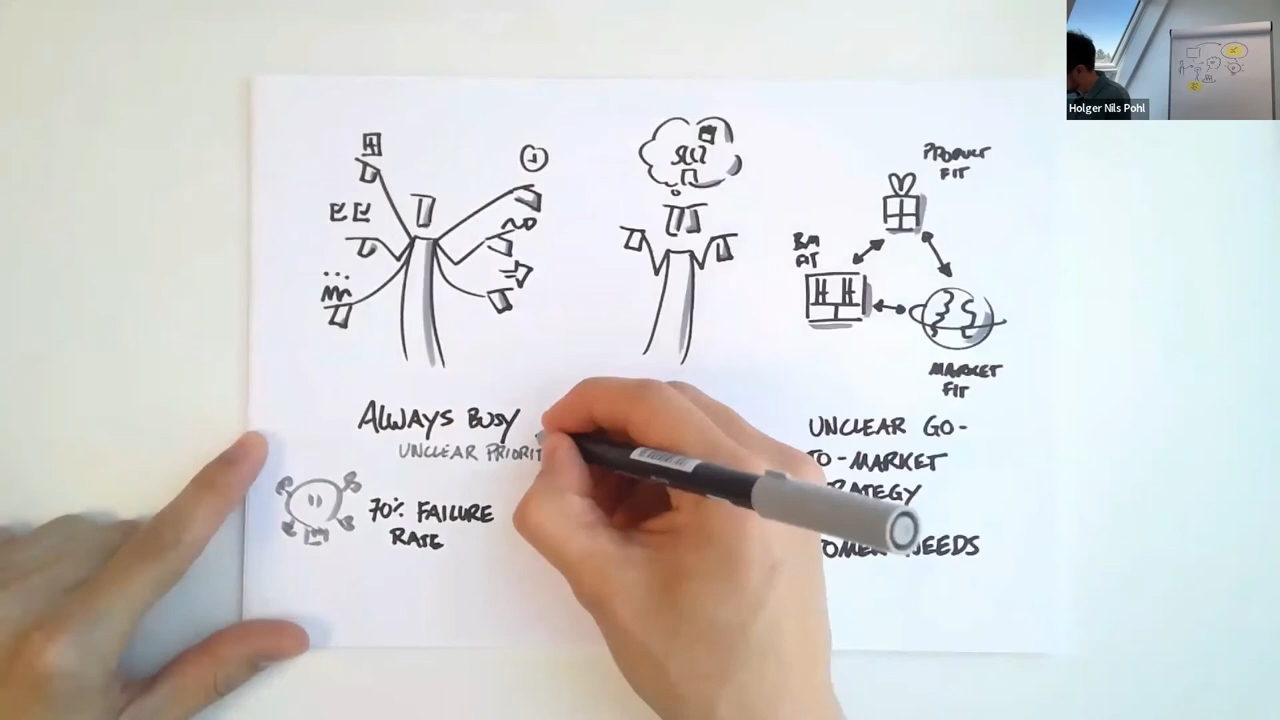 Holger Nils Pohl
PRODUCT
FIT
BM
FIT
MARKET
FIT
ALWAYS BUSY
UNCLEAR PRIORIT
70% FAILURE
RATE
UNCLEAR GO-
TO-MARKET
RATEGY
TOMER NEEDS